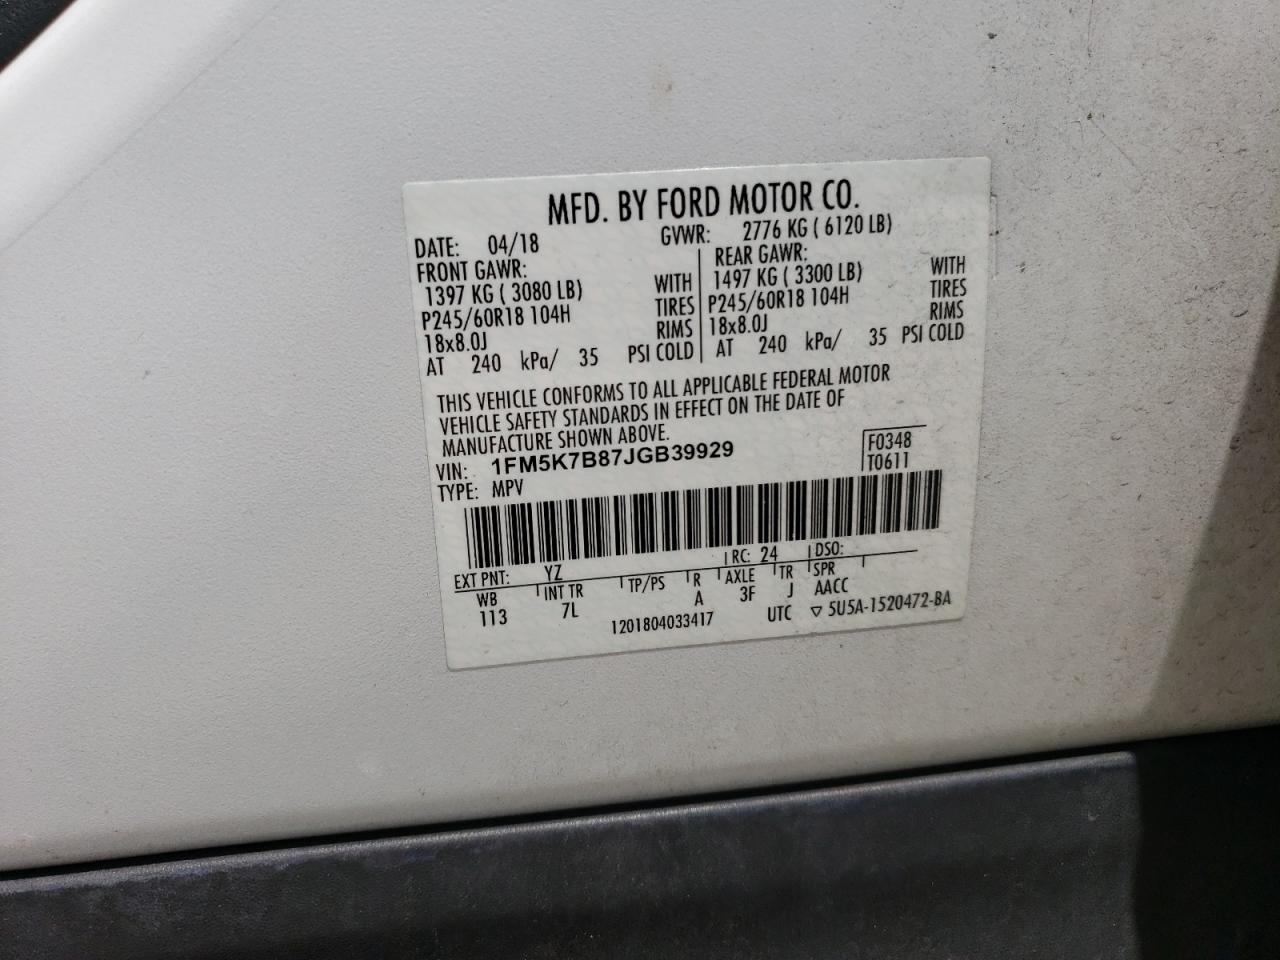 MFD. BY FORD MOTOR CO.
DATE: 04/18 GVWR: 2776 KG ( 6120 LB)
FRONT GAWR: REAR GAWR:
1397 KG ( 3080 LB) WITH 1497 KG ( 3300 LB) WITH
P245/60R18 104H TIRES P245/60R18 104H TIRES
18x8.0J RIMS 18x8.0J RIMS
AT 240 kPa/ 35 PSI COLD AT 240 kPa/ 35 PSI COLD
THIS VEHICLE CONFORMS TO ALL APPLICABLE FEDERAL MOTOR
VEHICLE SAFETY STANDARDS IN EFFECT ON THE DATE OF
MANUFACTURE SHOWN ABOVE.
F0348
VIN: 1FM5K7B87JGB39929
T0611
TYPE: MPV
EXT PNT: YZ RC: 24 DSO:
WB INT TR TP/PS R AXLE TR SPR
113 7L A 3F J AACC
1201804033417 UTC ▽ 5U5A-1520472-BA